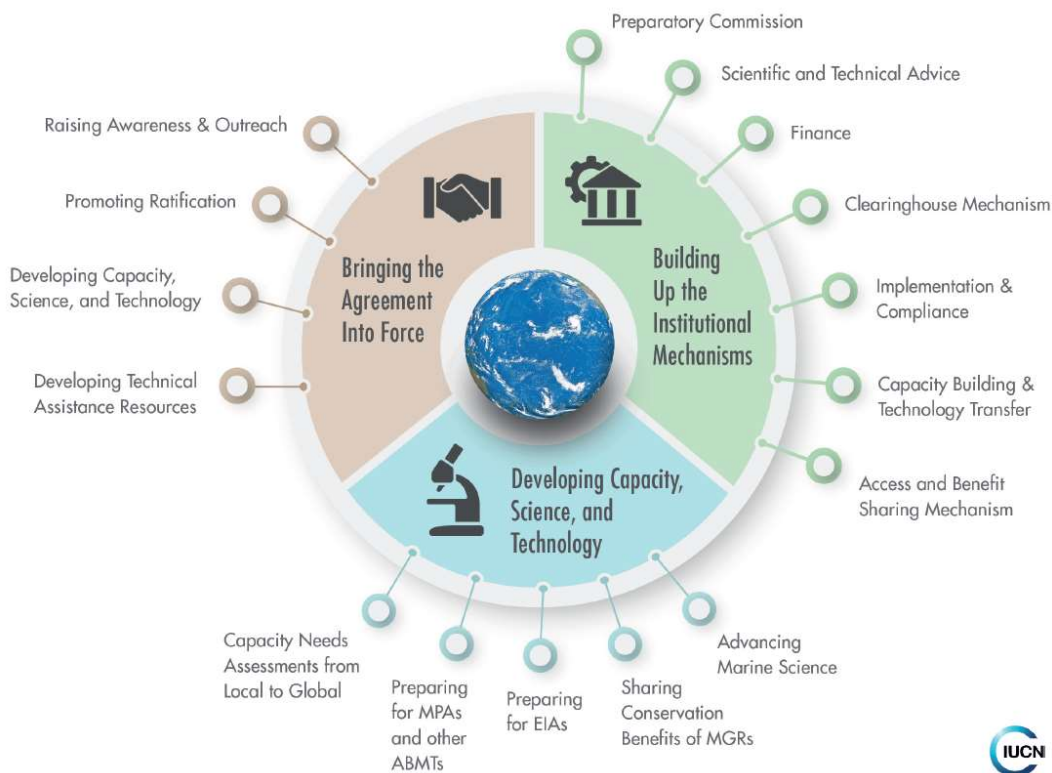 Preparatory Commission
Scientific and Technical Advice
Finance
Clearinghouse Mechanism
Implementation &
Compliance
Capacity Building &
Technology Transfer
Access and Benefit
Sharing Mechanism
Raising Awareness & Outreach
Promoting Ratification
Developing Capacity,
Science, and Technology
Developing Technical
Assistance Resources
Bringing the
Agreement
Into Force
Building
Up the
Institutional
Mechanisms
Developing Capacity,
Science, and
Technology
Capacity Needs
Assessments from
Local to Global
Preparing
for MPAs
and other
ABMTs
Preparing
for EIAs
Sharing
Conservation
Benefits of MGRs
Advancing
Marine Science
IUCN